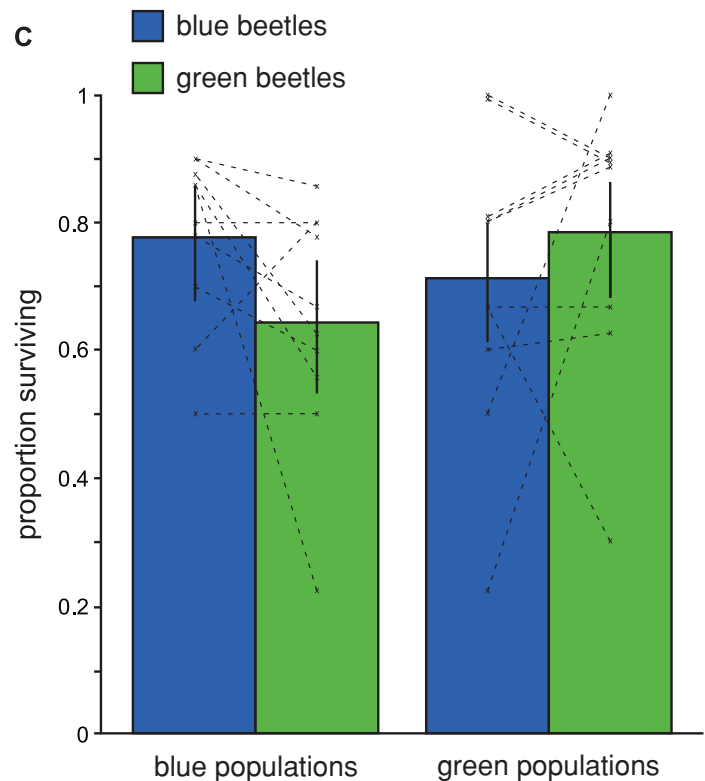 C
blue beetles
green beetles
proportion surviving
1
0.8
0.6
0.4
0.2
0
blue populations
green populations